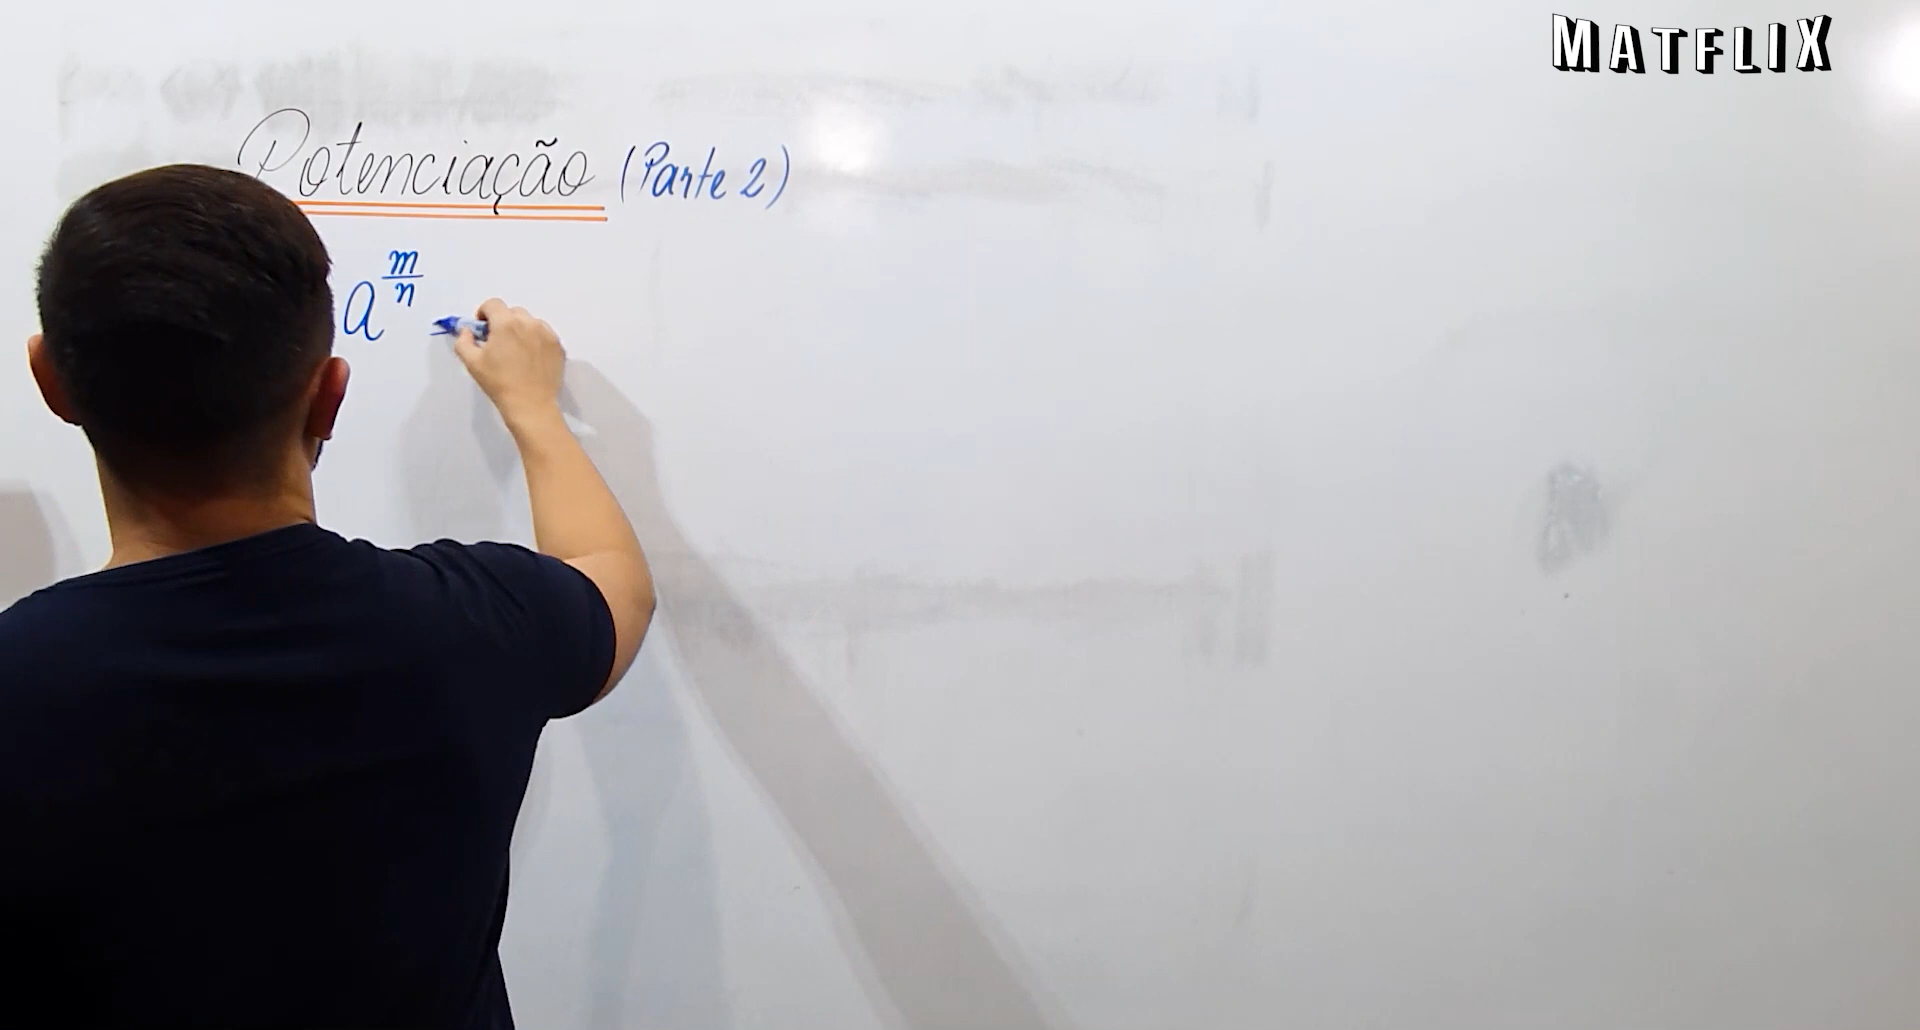 MATFLIX
Potenciação (Parte 2)
a^(m/n)